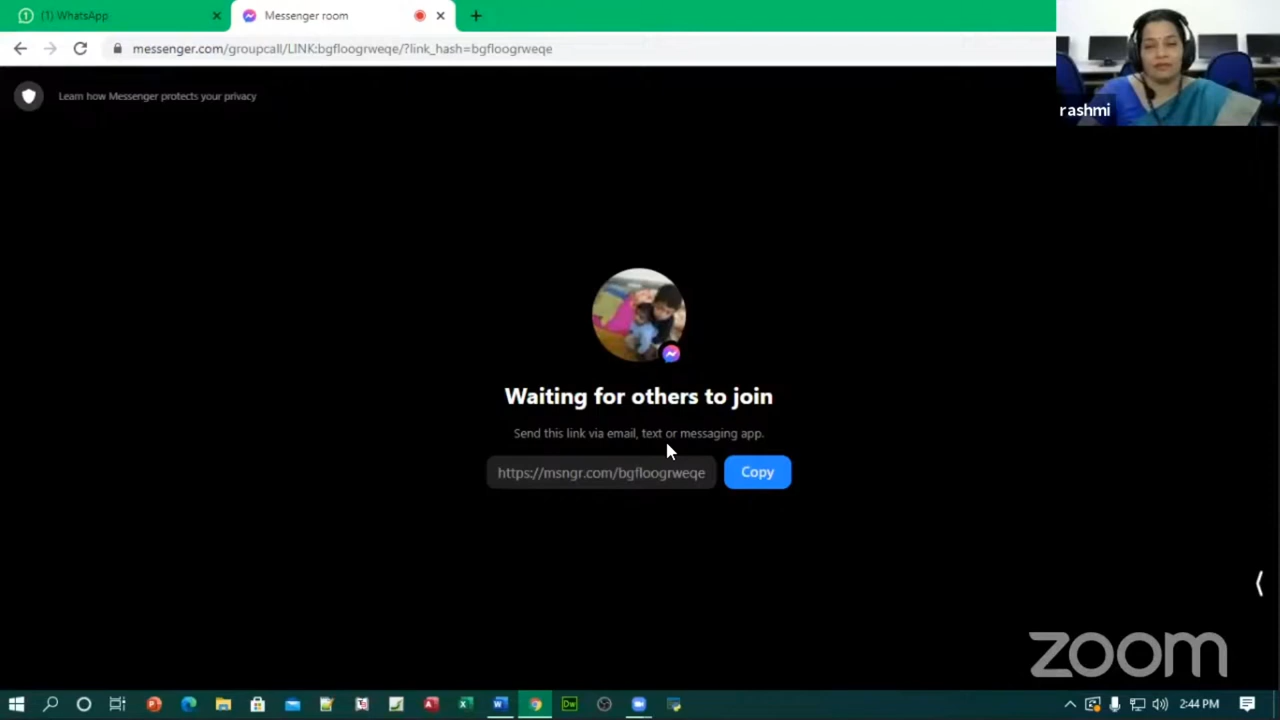 (1) WhatsApp
Messenger room
messenger.com/groupcall/LINK:bgfloogrweqe/?link_hash=bgfloogrweqe
Learn how Messenger protects your privacy
rashmi
Waiting for others to join
Send this link via email, text or messaging app.
https://msngr.com/bgfloogrweqe
Copy
zoom
Dw
2:44 PM